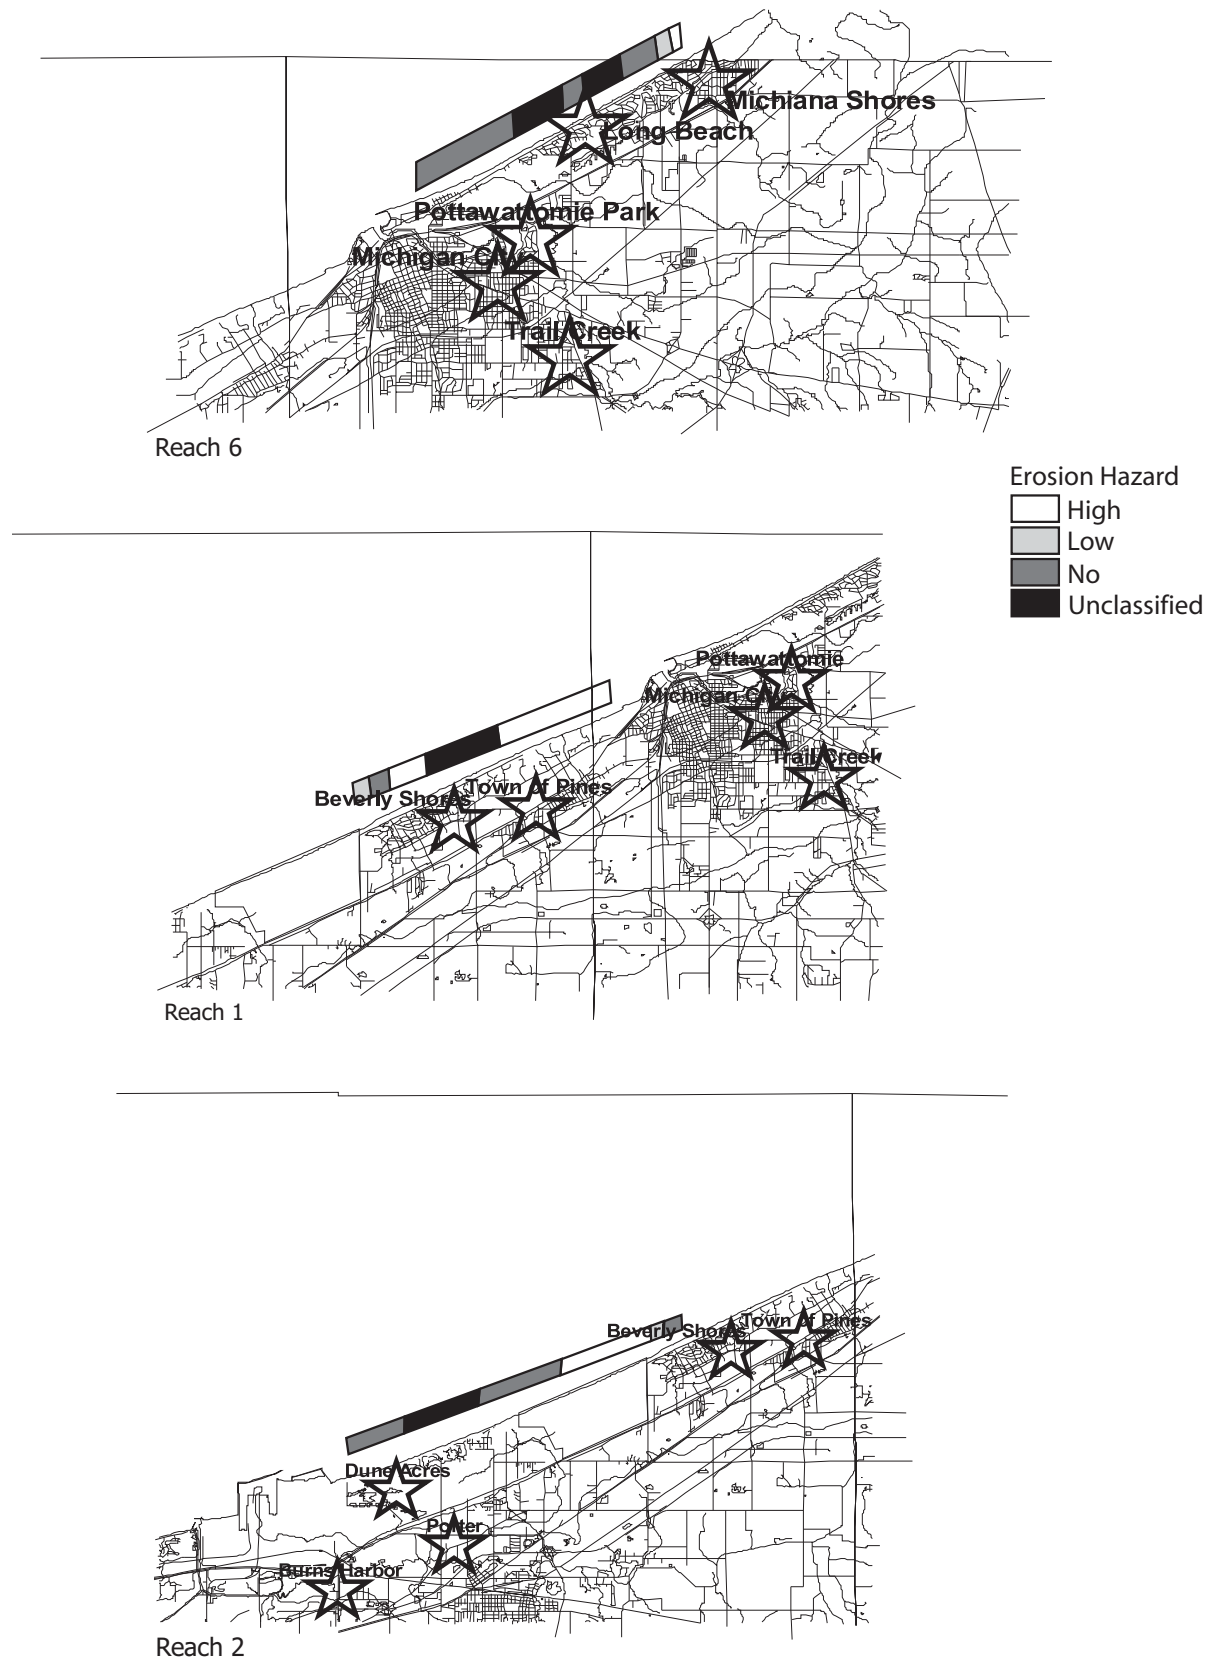 Michiana Shores
Long Beach
Pottawattomie Park
Michigan City
Trail Creek
Reach 6
Erosion Hazard
High
Low
No
Unclassified
Pottawattomie
Michigan City
Trail Creek
Beverly Shores
Town of Pines
Reach 1
Beverly Shores
Town of Pines
Dune Acres
Porter
Burns Harbor
Reach 2